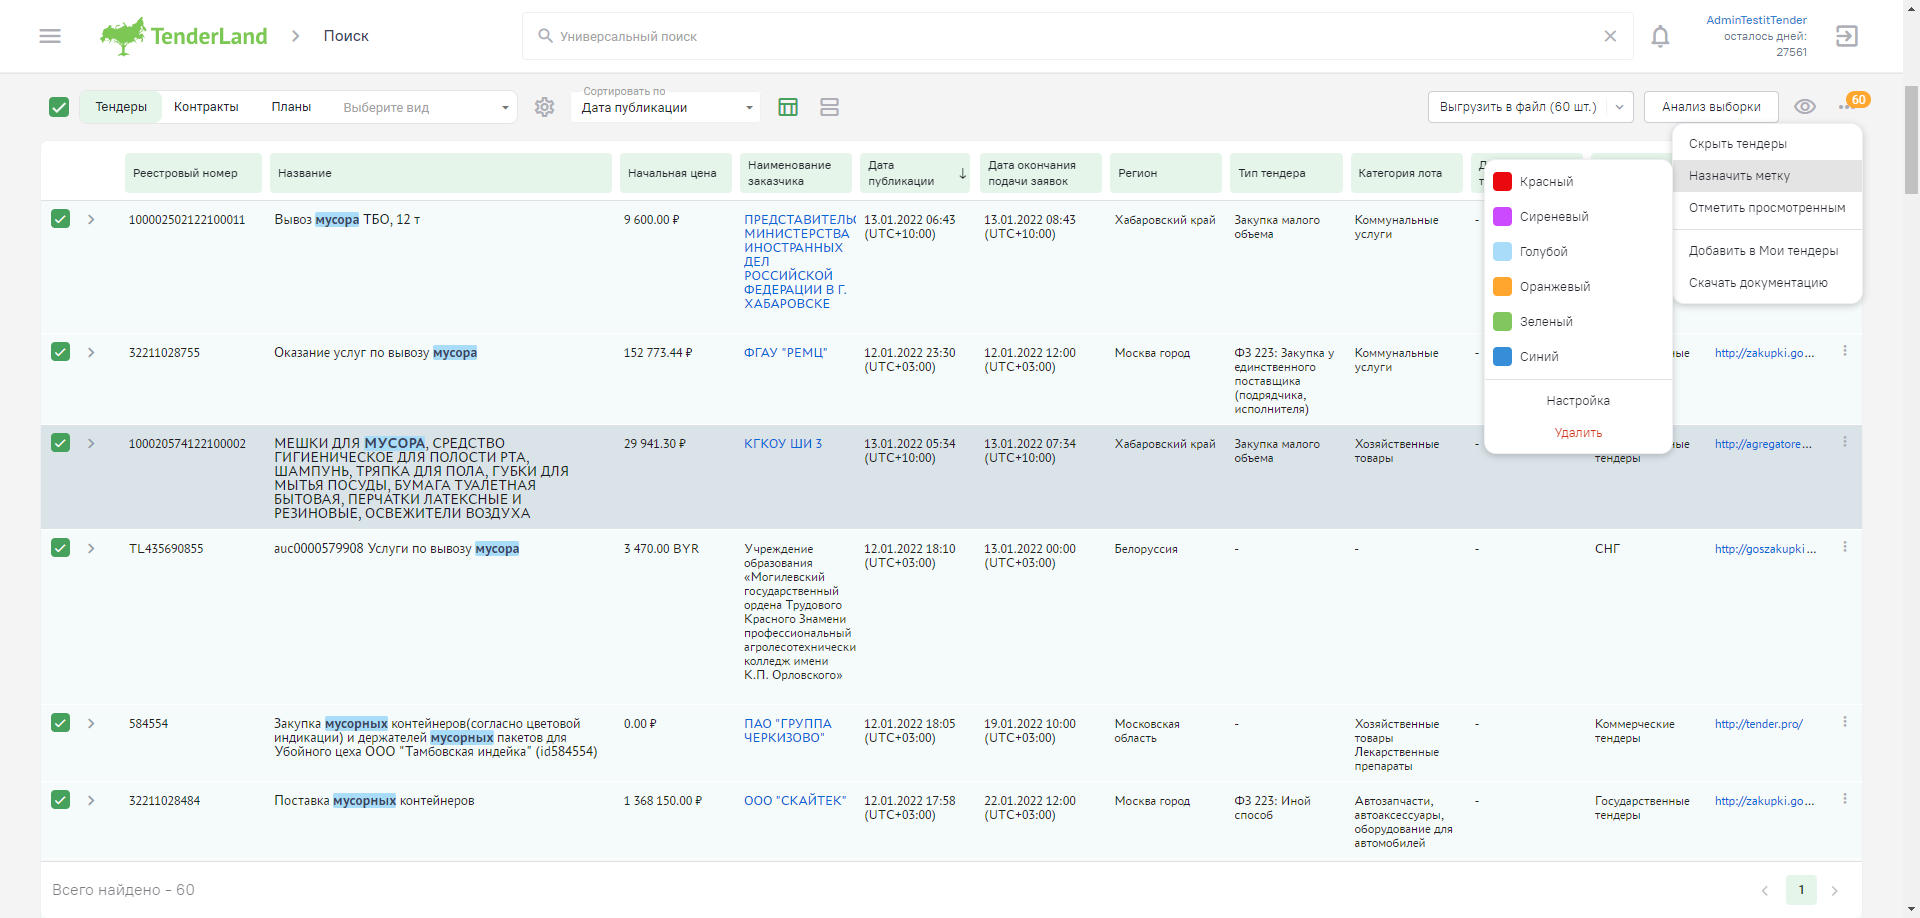 TenderLand
Поиск
Универсальный поиск
AdminTestitTender
осталось дней:
27561
Тендеры
Контракты
Планы
Выберите вид
Сортировать по
Дата публикации
Выгрузить в файл (60 шт.)
Анализ выборки
60
Скрыть тендеры
Назначить метку
Отметить просмотренным
Добавить в Мои тендеры
Скачать документацию
Красный
Сиреневый
Голубой
Оранжевый
Зеленый
Синий
Настройка
Удалить
Реестровый номер
Название
Начальная цена
Наименование
заказчика
Дата
публикации
Дата окончания
подачи заявок
Регион
Тип тендера
Категория лота
100002502122100011
Вывоз мусора ТБО, 12 т
9 600.00 ₽
ПРЕДСТАВИТЕЛЬС
МИНИСТЕРСТВА
ИНОСТРАННЫХ
ДЕЛ
РОССИЙСКОЙ
ФЕДЕРАЦИИ В Г.
ХАБАРОВСКЕ
13.01.2022 06:43
(UTC+10:00)
13.01.2022 08:43
(UTC+10:00)
Хабаровский край
Закупка малого
объема
Коммунальные
услуги
-
32211028755
Оказание услуг по вывозу мусора
152 773.44 ₽
ФГАУ "РЕМЦ"
12.01.2022 23:30
(UTC+03:00)
12.01.2022 12:00
(UTC+03:00)
Москва город
ФЗ 223: Закупка у
единственного
поставщика
(подрядчика,
исполнителя)
Коммунальные
услуги
-
ые
http://zakupki.go...
100020574122100002
МЕШКИ ДЛЯ МУСОРА, СРЕДСТВО
ГИГИЕНИЧЕСКОЕ ДЛЯ ПОЛОСТИ РТА,
ШАМПУНЬ, ТРЯПКА ДЛЯ ПОЛА, ГУБКИ ДЛЯ
МЫТЬЯ ПОСУДЫ, БУМАГА ТУАЛЕТНАЯ
БЫТОВАЯ, ПЕРЧАТКИ ЛАТЕКСНЫЕ И
РЕЗИНОВЫЕ, ОСВЕЖИТЕЛИ ВОЗДУХА
29 941.30 ₽
КГКОУ ШИ 3
13.01.2022 05:34
(UTC+10:00)
13.01.2022 07:34
(UTC+10:00)
Хабаровский край
Закупка малого
объема
Хозяйственные
товары
-
ые
тендеры
http://agregatore...
TL435690855
auc0000579908 Услуги по вывозу мусора
3 470.00 BYR
Учреждение
образования
«Могилевский
государственный
ордена Трудового
Красного Знамени
профессиональный
агролесотехнически
колледж имени
К.П. Орловского»
12.01.2022 18:10
(UTC+03:00)
13.01.2022 00:00
(UTC+03:00)
Белоруссия
-
-
-
СНГ
http://goszakupki...
584554
Закупка мусорных контейнеров(согласно цветовой
индикации) и держателей мусорных пакетов для
Убойного цеха ООО "Тамбовская индейка" (id584554)
0.00 ₽
ПАО "ГРУППА
ЧЕРКИЗОВО"
12.01.2022 18:05
(UTC+03:00)
19.01.2022 10:00
(UTC+03:00)
Московская
область
-
Хозяйственные
товары
Лекарственные
препараты
-
Коммерческие
тендеры
http://tender.pro/
32211028484
Поставка мусорных контейнеров
1 368 150.00 ₽
ООО "СКАЙТЕК"
12.01.2022 17:58
(UTC+03:00)
22.01.2022 12:00
(UTC+03:00)
Москва город
ФЗ 223: Иной
способ
Автозапчасти,
автоаксессуары,
оборудование для
автомобилей
-
Государственные
тендеры
http://zakupki.go...
Всего найдено - 60
1